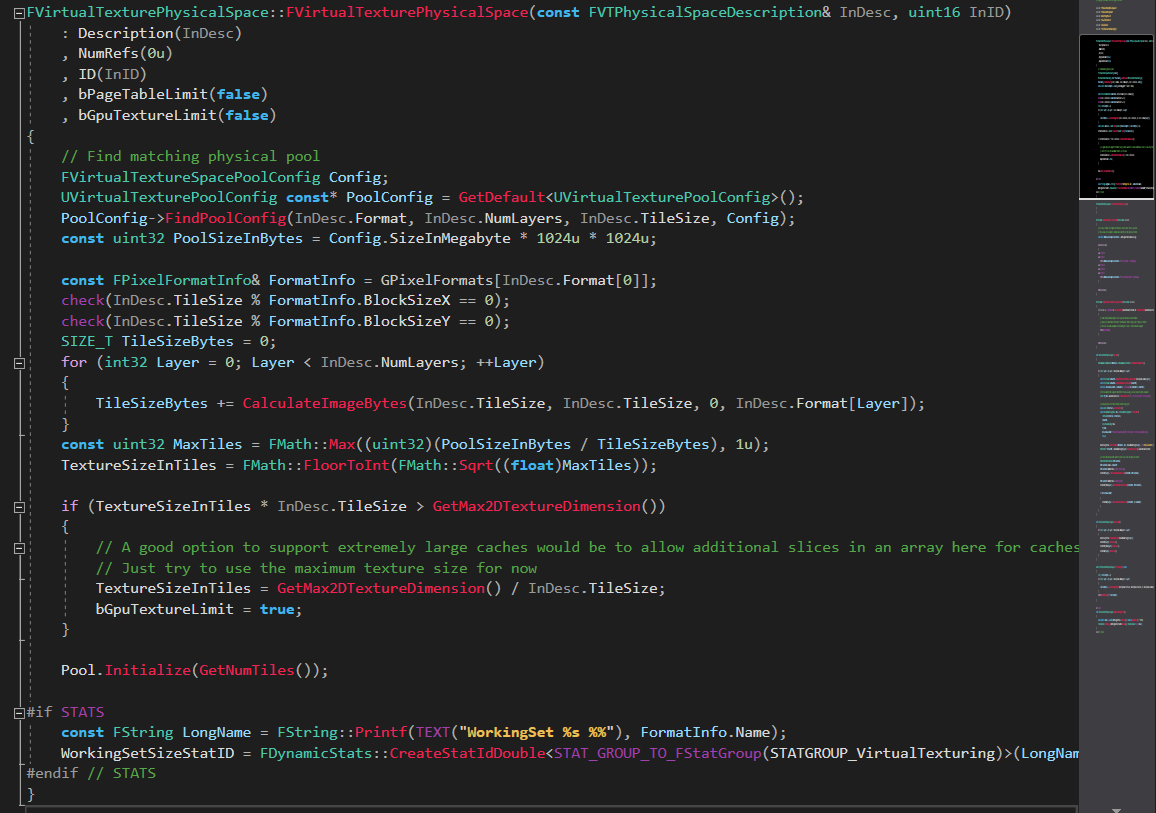 FVirtualTexturePhysicalSpace::FVirtualTexturePhysicalSpace(const FVTPhysicalSpaceDescription& InDesc, uint16 InID)
    : Description(InDesc)
    , NumRefs(0u)
    , ID(InID)
    , bPageTableLimit(false)
    , bGpuTextureLimit(false)
{
    // Find matching physical pool
    FVirtualTextureSpacePoolConfig Config;
    UVirtualTexturePoolConfig const* PoolConfig = GetDefault<UVirtualTexturePoolConfig>();
    PoolConfig->FindPoolConfig(InDesc.Format, InDesc.NumLayers, InDesc.TileSize, Config);
    const uint32 PoolSizeInBytes = Config.SizeInMegabyte * 1024u * 1024u;

    const FPixelFormatInfo& FormatInfo = GPixelFormats[InDesc.Format[0]];
    check(InDesc.TileSize % FormatInfo.BlockSizeX == 0);
    check(InDesc.TileSize % FormatInfo.BlockSizeY == 0);
    SIZE_T TileSizeBytes = 0;
    for (int32 Layer = 0; Layer < InDesc.NumLayers; ++Layer)
    {
        TileSizeBytes += CalculateImageBytes(InDesc.TileSize, InDesc.TileSize, 0, InDesc.Format[Layer]);
    }
    const uint32 MaxTiles = FMath::Max((uint32)(PoolSizeInBytes / TileSizeBytes), 1u);
    TextureSizeInTiles = FMath::FloorToInt(FMath::Sqrt((float)MaxTiles));

    if (TextureSizeInTiles * InDesc.TileSize > GetMax2DTextureDimension())
    {
        // A good option to support extremely large caches would be to allow additional slices in an array here for caches
        // Just try to use the maximum texture size for now
        TextureSizeInTiles = GetMax2DTextureDimension() / InDesc.TileSize;
        bGpuTextureLimit = true;
    }

    Pool.Initialize(GetNumTiles());

#if STATS
    const FString LongName = FString::Printf(TEXT("WorkingSet %s %%"), FormatInfo.Name);
    WorkingSetSizeStatID = FDynamicStats::CreateStatIdDouble<STAT_GROUP_TO_FStatGroup(STATGROUP_VirtualTexturing)>(LongNam
#endif // STATS
}